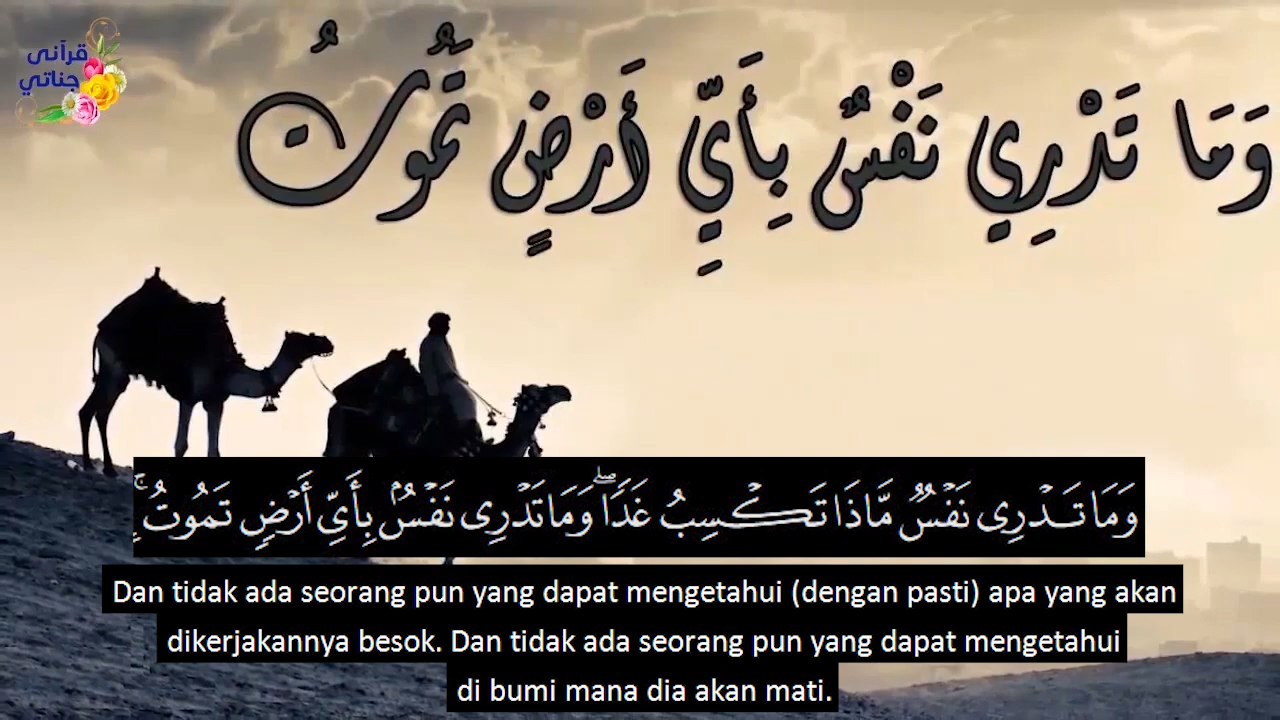 قرآنى
جناتي
وَمَا تَدْرِي نَفْسٌ بِأَيِّ أَرْضٍ تَمُوتُ
وَمَا تَدْرِى نَفْسٌ مَّاذَا تَكْسِبُ غَدًا ۖ وَمَا تَدْرِى نَفْسٌۢ بِأَىِّ أَرْضٍ تَمُوتُ ۚ
Dan tidak ada seorang pun yang dapat mengetahui (dengan pasti) apa yang akan
dikerjakannya besok. Dan tidak ada seorang pun yang dapat mengetahui
di bumi mana dia akan mati.